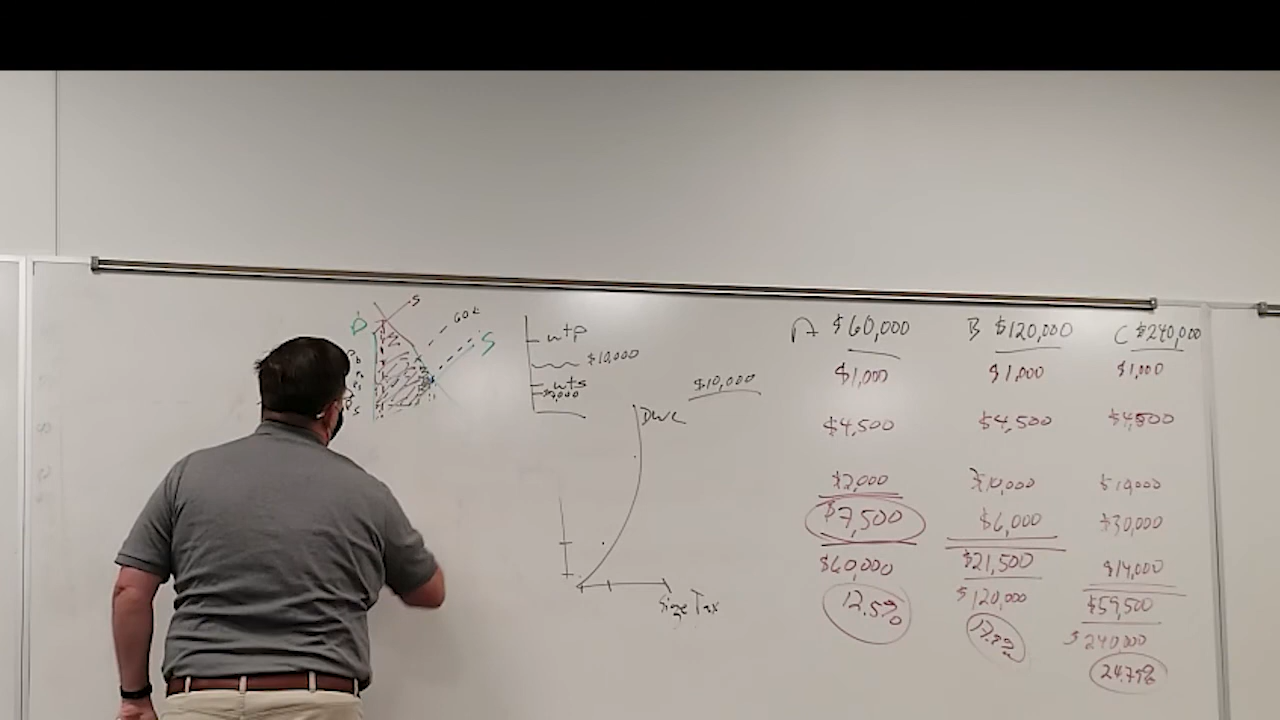 S
D
S
wtp
$10,000
wts
$10,000
DWL
Size Tax
A $60,000
$1,000
$4,500
$2,000
$7,500
$60,000
12.5%
B $120,000
$1,000
$4,500
$10,000
$6,000
$21,500
$120,000
C $240,000
$1,000
$4,500
$10,000
$30,000
$14,000
$59,500
$240,000
24.79%